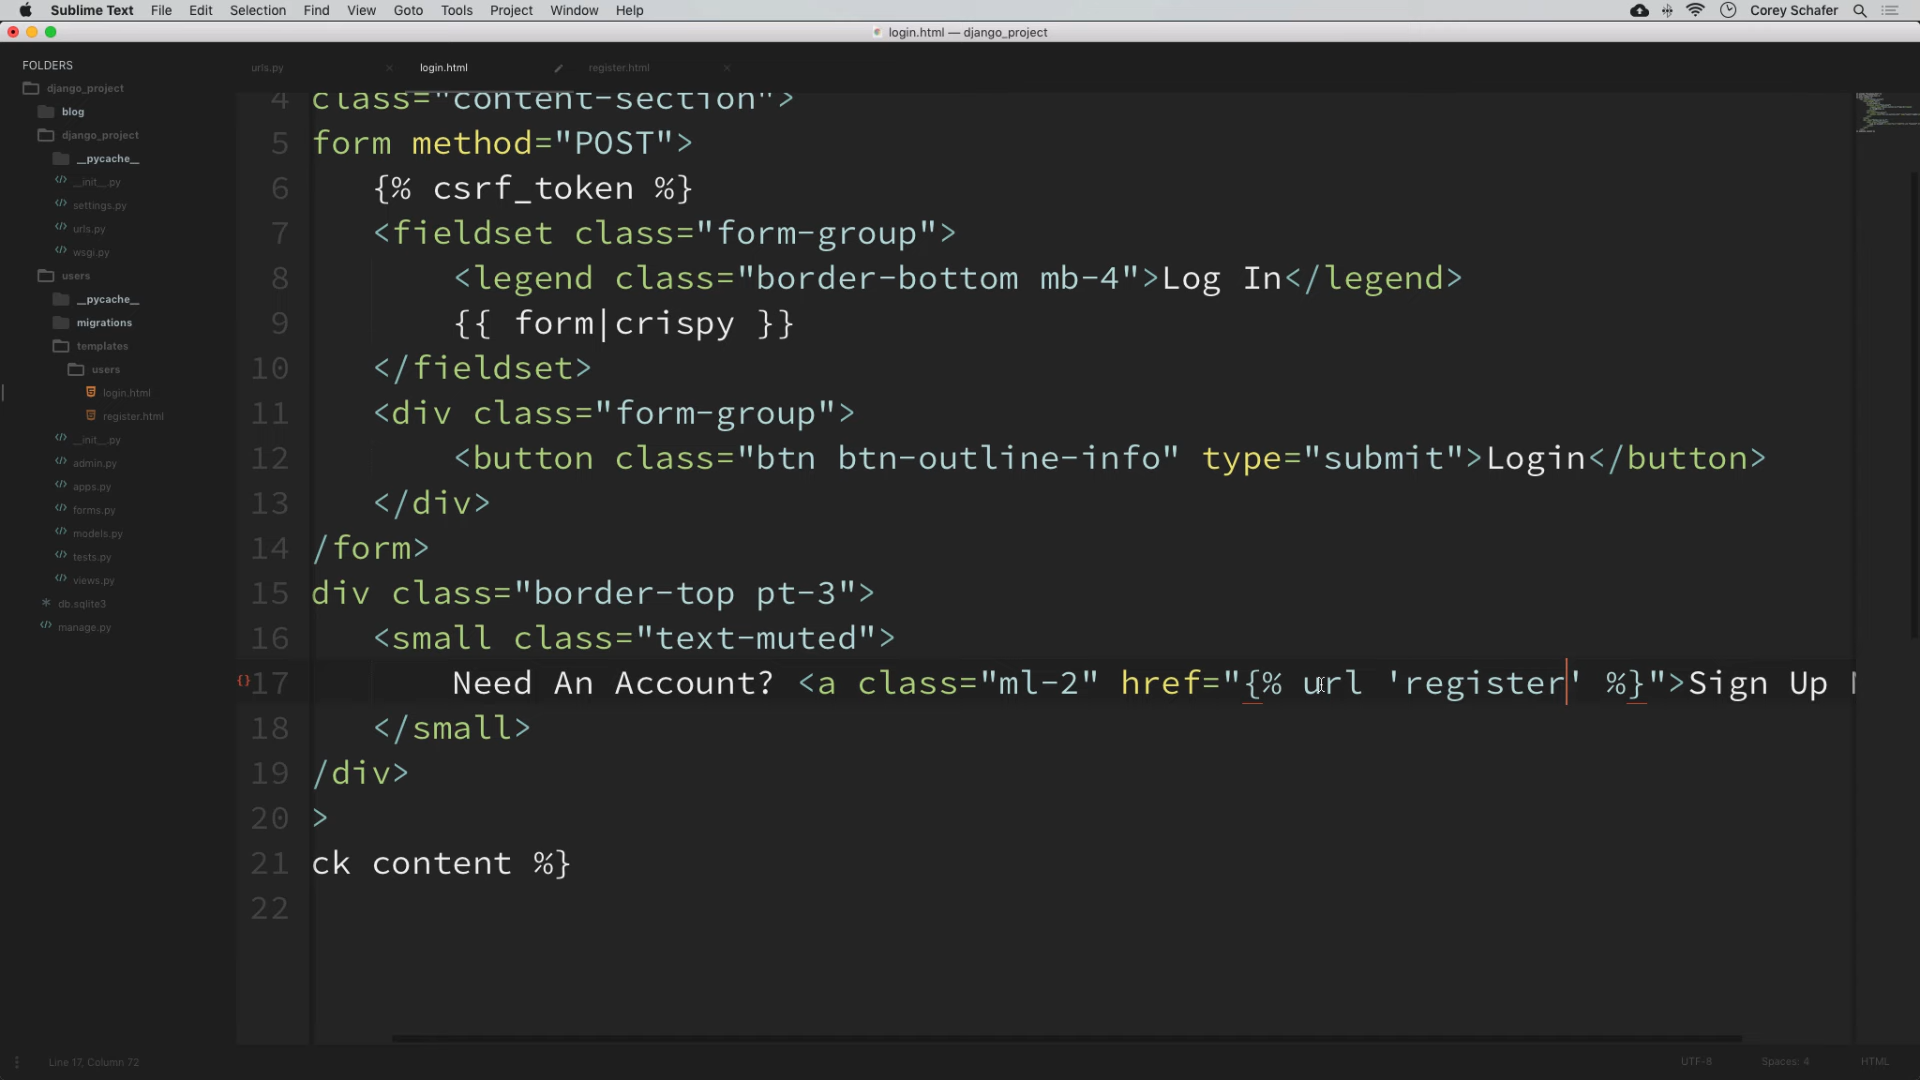 Sublime Text File Edit Selection Find View Goto Tools Project Window Help Corey Schafer
login.html — django_project
FOLDERS
django_project
blog
django_project
__pycache__
__init__.py
settings.py
urls.py
wsgi.py
users
__pycache__
migrations
templates
users
login.html
register.html
__init__.py
admin.py
apps.py
forms.py
models.py
tests.py
views.py
db.sqlite3
manage.py
urls.py login.html register.html
4 class="content-section">
5 form method="POST">
6 {% csrf_token %}
7 <fieldset class="form-group">
8 <legend class="border-bottom mb-4">Log In</legend>
9 {{ form|crispy }}
10 </fieldset>
11 <div class="form-group">
12 <button class="btn btn-outline-info" type="submit">Login</button>
13 </div>
14 /form>
15 div class="border-top pt-3">
16 <small class="text-muted">
{} 17 Need An Account? <a class="ml-2" href="{% url 'register' %}">Sign Up
18 </small>
19 /div>
20 >
21 ck content %}
22
Line 17, Column 72 UTF-8 Spaces: 4 HTML